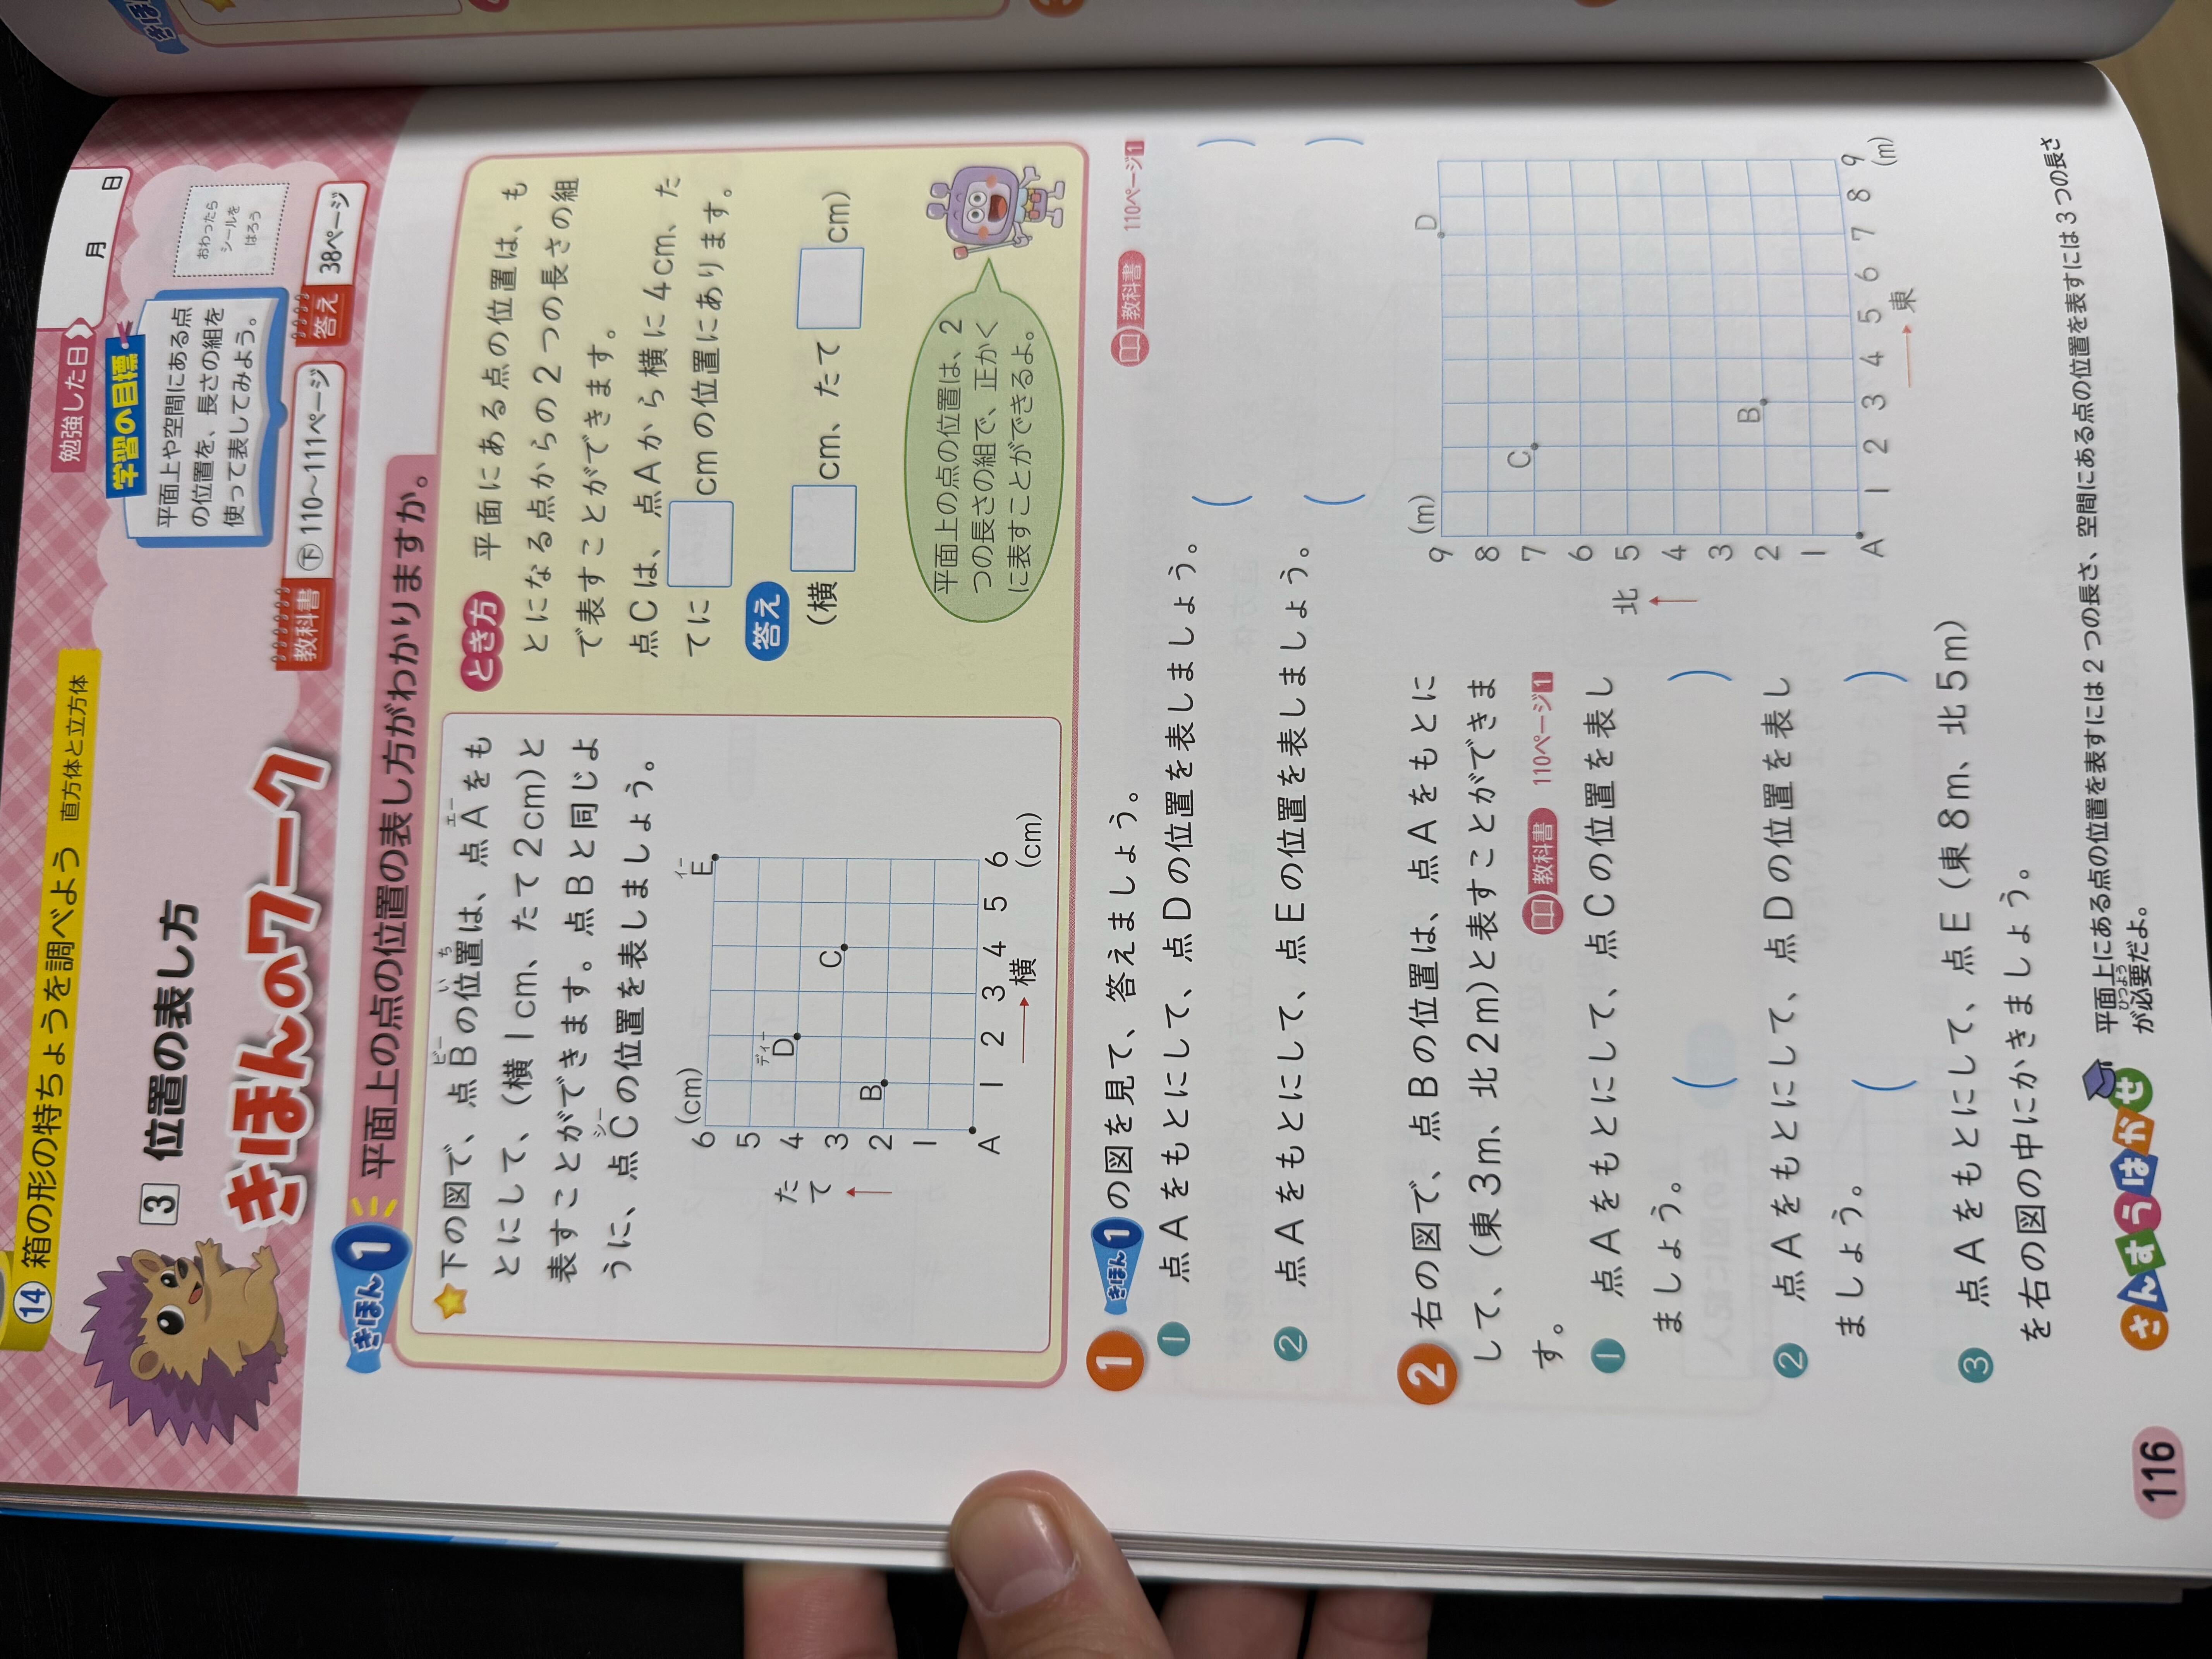 勉強した日 月 日
14 箱の形の特ちょうを調べよう 直方体と立方体
3 位置の表し方
きほんのワーク
学習の目標
平面上や空間にある点
の位置を、長さの組を
使って表してみよう。
おわったら
シールを
はろう
教科書 下 110〜111ページ
答え 38ページ
きほん 1 平面上の点の位置の表し方がわかりますか。
下の図で、点Aをも
とにして、点Bの位置は、(横1cm、たて2cm)と
表すことができます。点Bと同じよ
うに、点Cの位置を表しましょう。
(cm)
6
5
4
3
2
1
A
B
C
D
E
たて
1 2 3 4 5 6
(cm)
横
とき方 平面にある点の位置は、も
とになる点からの2つの長さの組
で表すことができます。
点Cは、点Aから横に4cm、た
てに cmの位置にあります。
答え
(横 cm、たて cm)
平面上の点の位置は、2
つの長さの組で、正かく
に表すことができるよ。
1 きほん1の図を見て、答えましょう。
教科書 110ページ1
1 点Aをもとにして、点Dの位置を表しましょう。
( )
2 点Aをもとにして、点Eの位置を表しましょう。
( )
2 右の図で、点Bの位置は、点Aをもとに
して、(東3m、北2m)と表すことができま
す。
教科書 110ページ1
1 点Aをもとにして、点Cの位置を表し
ましょう。
( )
2 点Aをもとにして、点Dの位置を表し
ましょう。
( )
3 点Aをもとにして、点E(東8m、北5m)
を右の図の中にかきましょう。
(m)
9
8
7
6
5
4
3
2
1
A
B
C
D
北
1 2 3 4 5 6 7 8 9
(m)
東
さんすうはかせ
平面上にある点の位置を表すには2つの長さ、空間にある点の位置を表すには3つの長さ
が必要だよ。
116